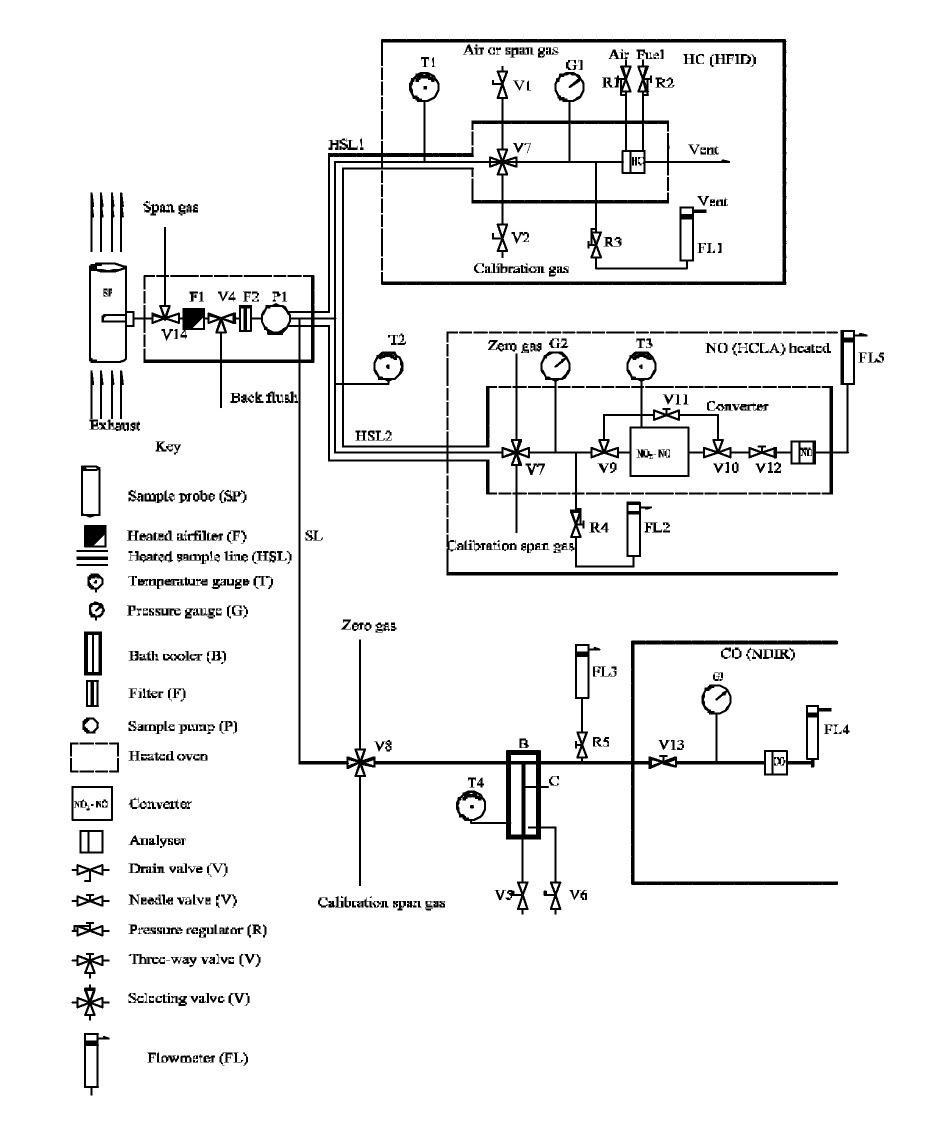 Air or span gas
Air Fuel
HC (HFID)
T1
G1
V1
R1
R2
HSL1
V7
HC
Vent
Span gas
Vent
V2
R3
FL1
Calibration gas
SP
F1
V4
F2
P1
V14
T2
Zero gas
G2
T3
NO (HCLA) heated
FL5
Back flush
V11
Converter
Exhaust
HSL2
Key
V7
V9
NO2-NO
V10
V12
NO
Sample probe (SP)
SL
R4
FL2
Heated airfilter (F)
Calibration span gas
Heated sample line (HSL)
Temperature gauge (T)
Pressure gauge (G)
Zero gas
Bath cooler (B)
CO (NDIR)
FL3
Filter (F)
Sample pump (P)
FL4
V8
B
R5
V13
Heated oven
T4
C
CO
NO2-NO
Converter
Analyser
Drain valve (V)
V5
V6
Needle valve (V)
Calibration span gas
Pressure regulator (R)
Three-way valve (V)
Selecting valve (V)
Flowmeter (FL)